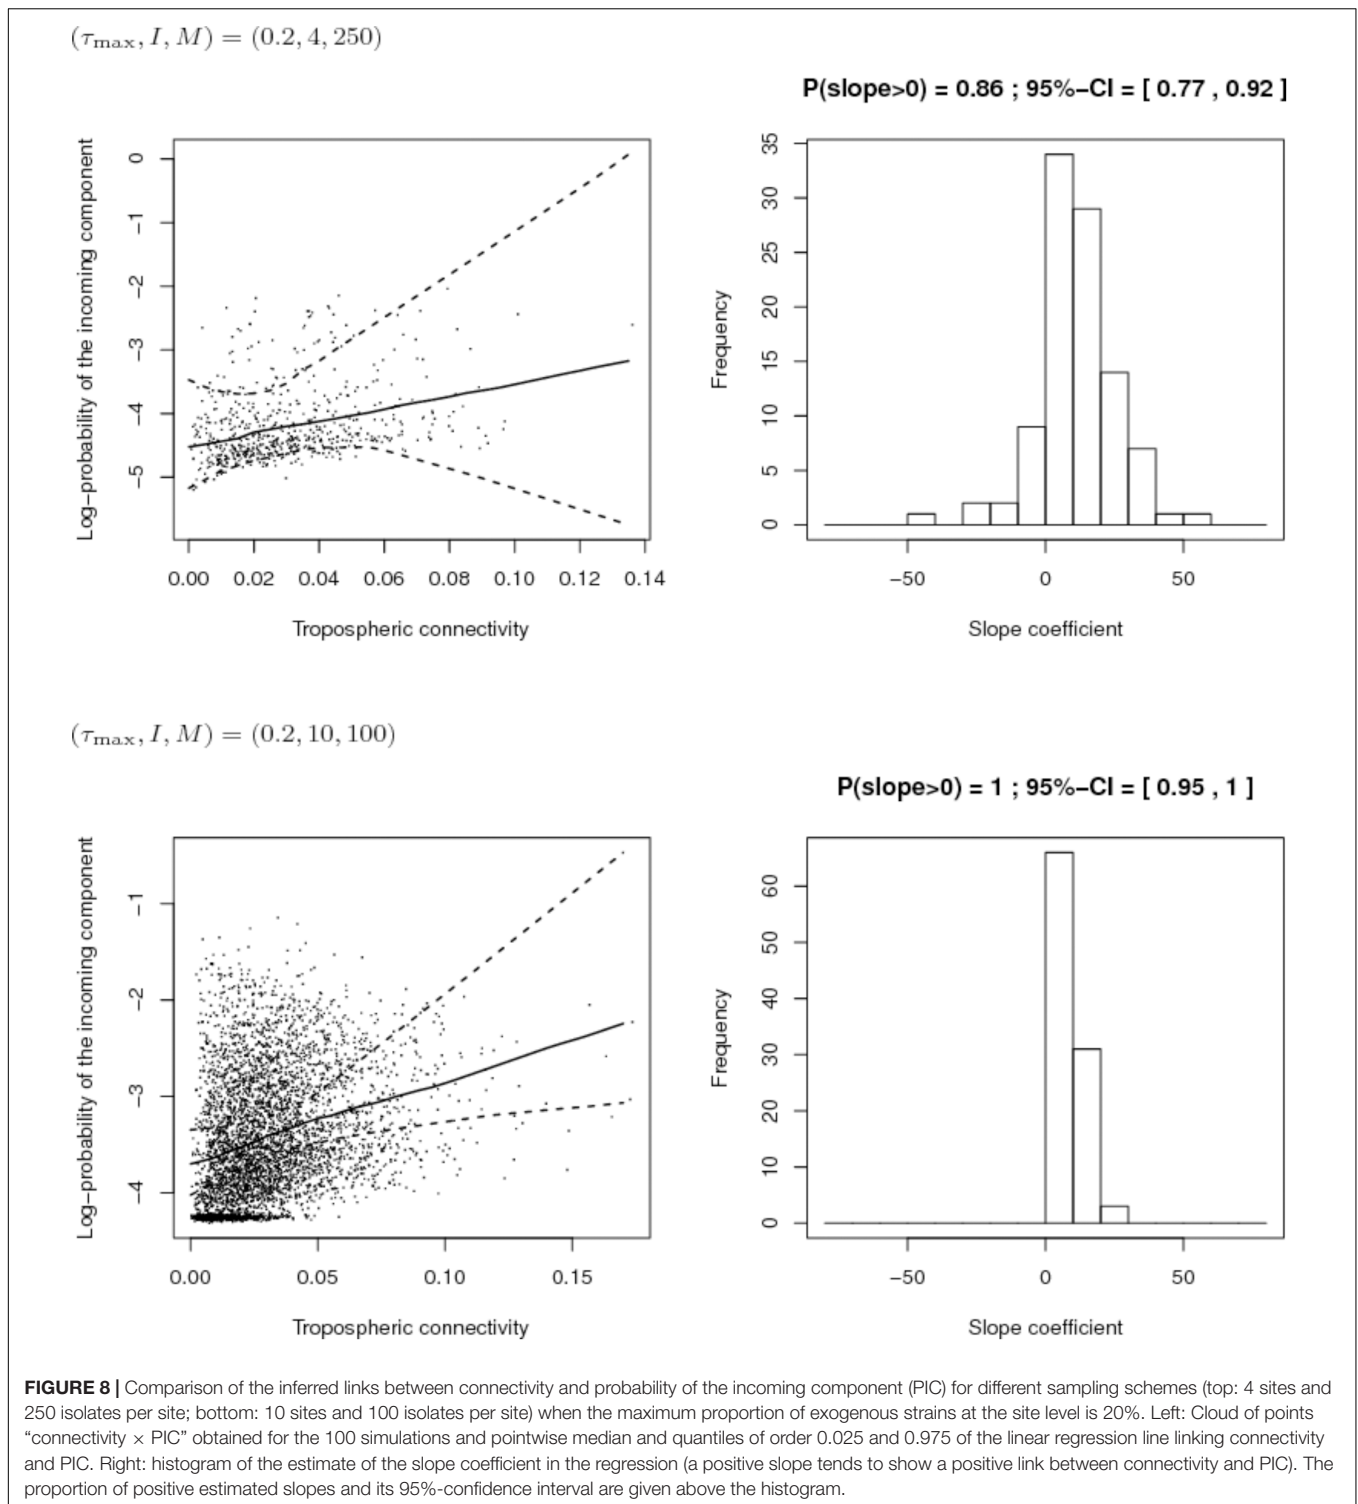 (τmax, I, M) = (0.2, 4, 250)
P(slope>0) = 0.86 ; 95%−CI = [ 0.77 , 0.92 ]
Log−probability of the incoming component
0
−1
−2
−3
−4
−5
0.00 0.02 0.04 0.06 0.08 0.10 0.12 0.14
Tropospheric connectivity
Frequency
35
30
25
20
15
10
5
0
−50 0 50
Slope coefficient
(τmax, I, M) = (0.2, 10, 100)
P(slope>0) = 1 ; 95%−CI = [ 0.95 , 1 ]
Log−probability of the incoming component
−1
−2
−3
−4
0.00 0.05 0.10 0.15
Tropospheric connectivity
Frequency
60
50
40
30
20
10
0
−50 0 50
Slope coefficient
FIGURE 8 | Comparison of the inferred links between connectivity and probability of the incoming component (PIC) for different sampling schemes (top: 4 sites and
250 isolates per site; bottom: 10 sites and 100 isolates per site) when the maximum proportion of exogenous strains at the site level is 20%. Left: Cloud of points
“connectivity × PIC” obtained for the 100 simulations and pointwise median and quantiles of order 0.025 and 0.975 of the linear regression line linking connectivity
and PIC. Right: histogram of the estimate of the slope coefficient in the regression (a positive slope tends to show a positive link between connectivity and PIC). The
proportion of positive estimated slopes and its 95%-confidence interval are given above the histogram.